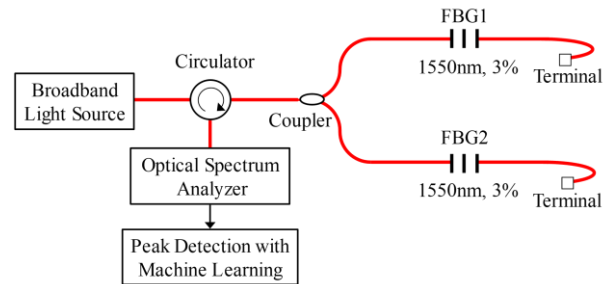 FBG1
1550nm, 3%
Terminal
Circulator
Broadband
Light Source
Coupler
FBG2
1550nm, 3%
Terminal
Optical Spectrum
Analyzer
Peak Detection with
Machine Learning